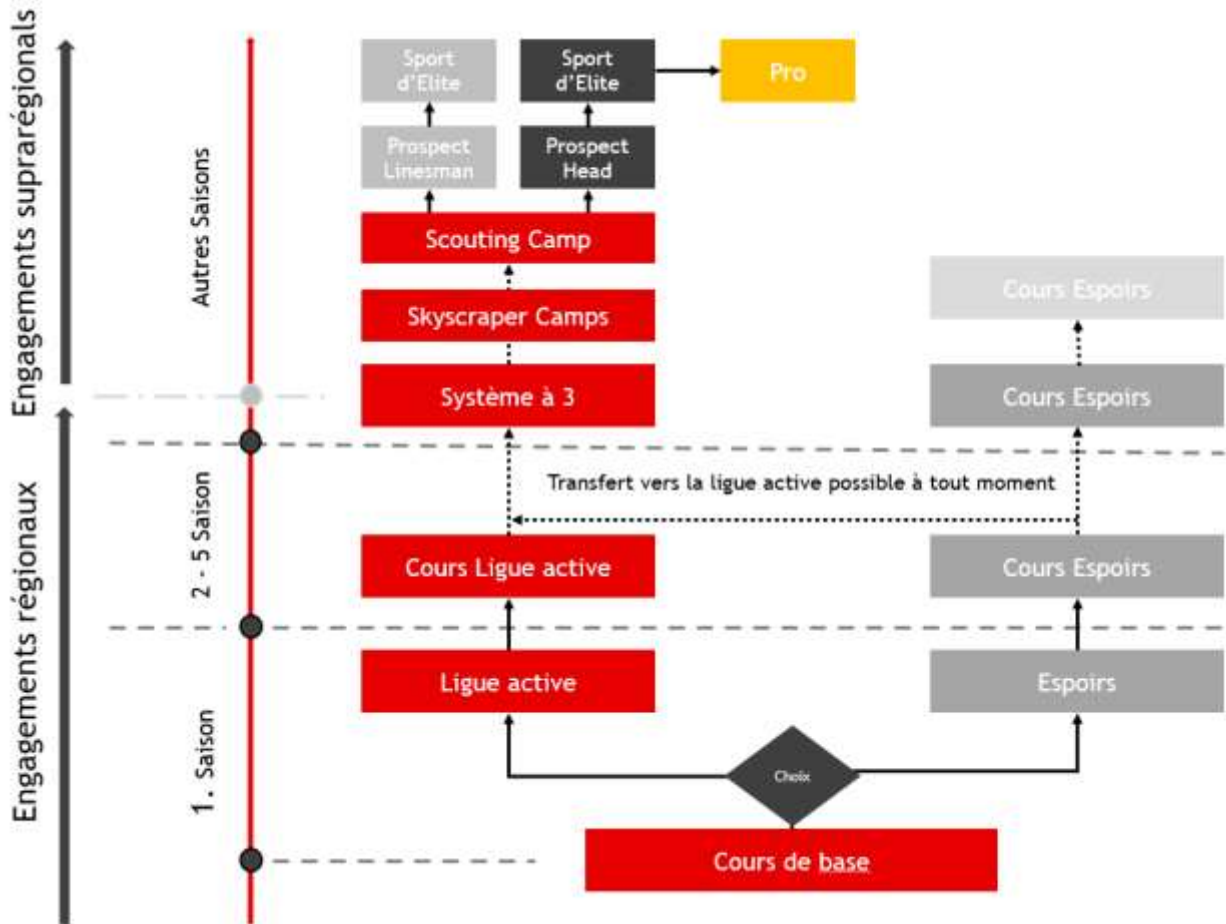 Engagements suprarégionals
Autres Saisons
Sport
d'Elite
Sport
d'Elite
Pro
Prospect
Linesman
Prospect
Head
Scouting Camp
Skyscraper Camps
Cours Espoirs
Système à 3
Cours Espoirs
Engagements régionaux
2 - 5 Saison
Transfert vers la ligue active possible à tout moment
Cours Ligue active
Cours Espoirs
1. Saison
Ligue active
Espoirs
Choix
Cours de base